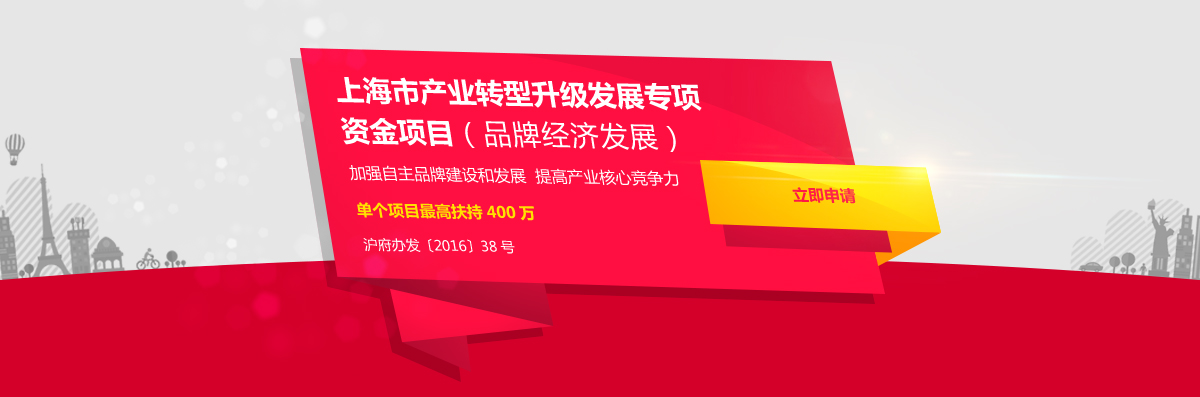 上海市产业转型升级发展专项
资金项目（品牌经济发展）
加强自主品牌建设和发展 提高产业核心竞争力
单个项目最高扶持 400 万
立即申请
沪府办发〔2016〕38 号